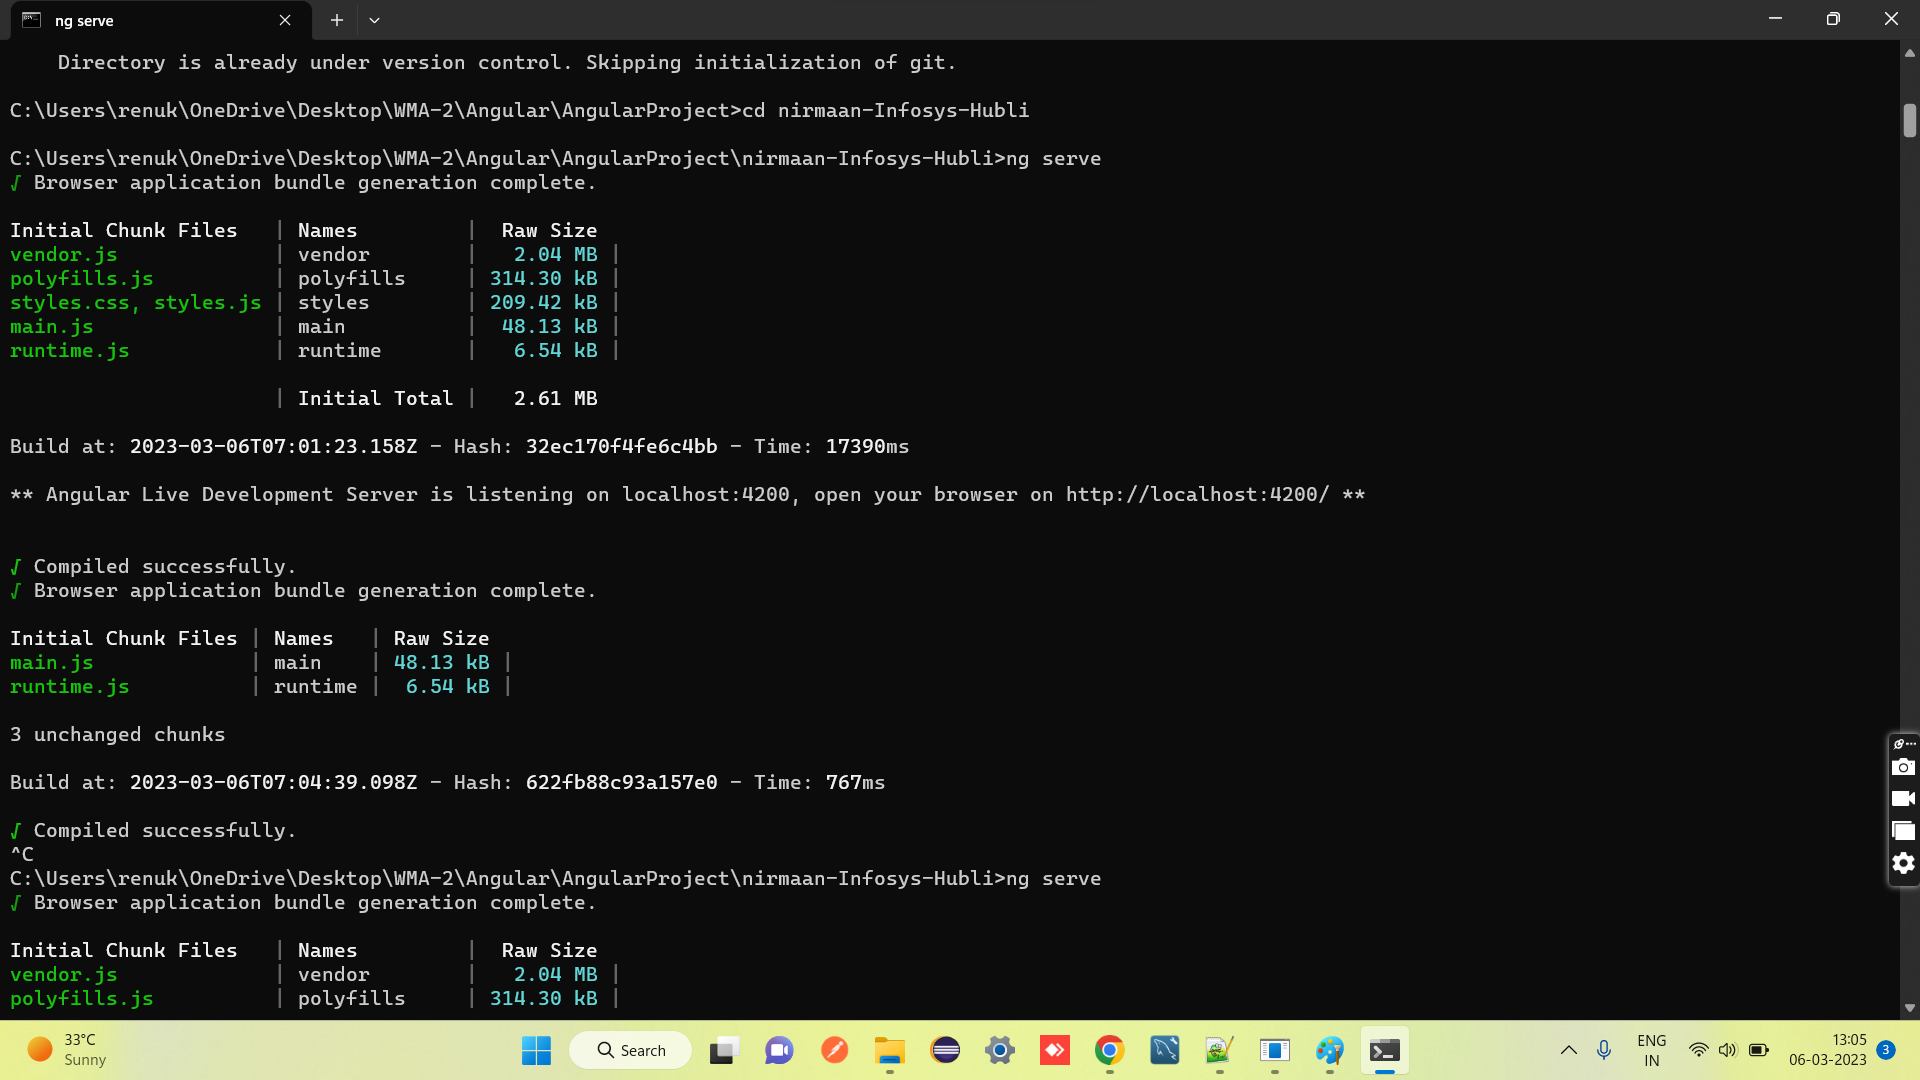 ng serve
Directory is already under version control. Skipping initialization of git.
C:\Users\renuk\OneDrive\Desktop\WMA-2\Angular\AngularProject>cd nirmaan-Infosys-Hubli
C:\Users\renuk\OneDrive\Desktop\WMA-2\Angular\AngularProject\nirmaan-Infosys-Hubli>ng serve
√ Browser application bundle generation complete.
Initial Chunk Files | Names | Raw Size
vendor.js | vendor | 2.04 MB |
polyfills.js | polyfills | 314.30 kB |
styles.css, styles.js | styles | 209.42 kB |
main.js | main | 48.13 kB |
runtime.js | runtime | 6.54 kB |
| Initial Total | 2.61 MB
Build at: 2023-03-06T07:01:23.158Z - Hash: 32ec170f4fe6c4bb - Time: 17390ms
** Angular Live Development Server is listening on localhost:4200, open your browser on http://localhost:4200/ **
√ Compiled successfully.
√ Browser application bundle generation complete.
Initial Chunk Files | Names | Raw Size
main.js | main | 48.13 kB |
runtime.js | runtime | 6.54 kB |
3 unchanged chunks
Build at: 2023-03-06T07:04:39.098Z - Hash: 622fb88c93a157e0 - Time: 767ms
√ Compiled successfully.
^C
C:\Users\renuk\OneDrive\Desktop\WMA-2\Angular\AngularProject\nirmaan-Infosys-Hubli>ng serve
√ Browser application bundle generation complete.
Initial Chunk Files | Names | Raw Size
vendor.js | vendor | 2.04 MB |
polyfills.js | polyfills | 314.30 kB |
33°C
Sunny
Search
ENG
IN
13:05
06-03-2023
3